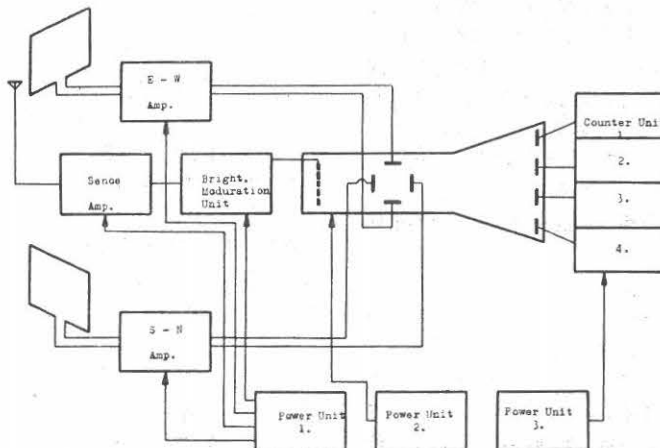 E - W
Amp.
Counter Unit
1.
2.
3.
4.
Sense
Amp.
Bright.
Moduration
Unit
S - N
Amp.
Power Unit
1.
Power Unit
2.
Power Unit
3.